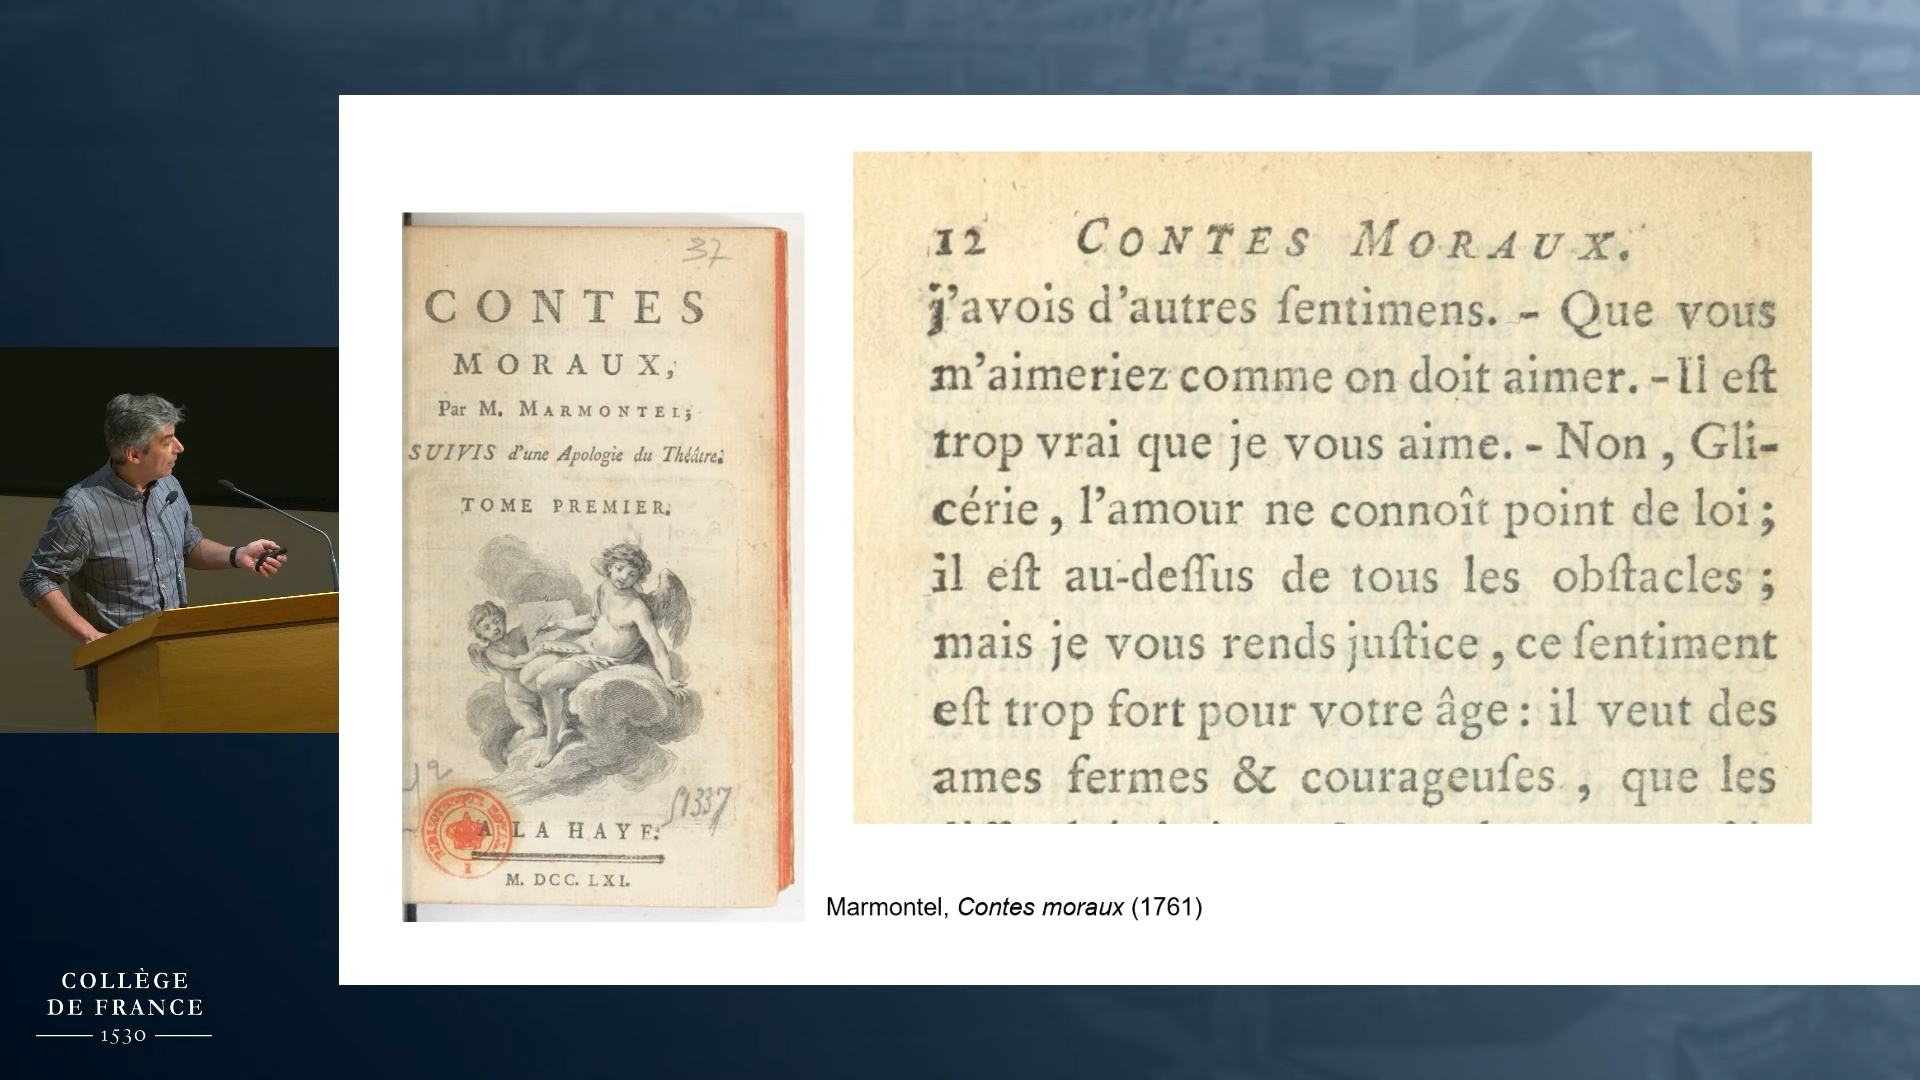 37
CONTES
MORAUX,
Par M. MARMONTEL;
SUIVIS d'une Apologie du Théâtre.
TOME PREMIER.
1337
A LA HAYE.
M. DCC. LXI.
12 CONTES MORAUX.
j'avois d'autres ſentimens. - Que vous
m'aimeriez comme on doit aimer. - Il eſt
trop vrai que je vous aime. - Non, Gli-
cérie, l'amour ne connoît point de loi;
il eſt au-deſſus de tous les obſtacles;
mais je vous rends juſtice, ce ſentiment
eſt trop fort pour votre âge: il veut des
ames fermes & courageuſes, que les
Marmontel, Contes moraux (1761)
COLLÈGE
DE FRANCE
1530